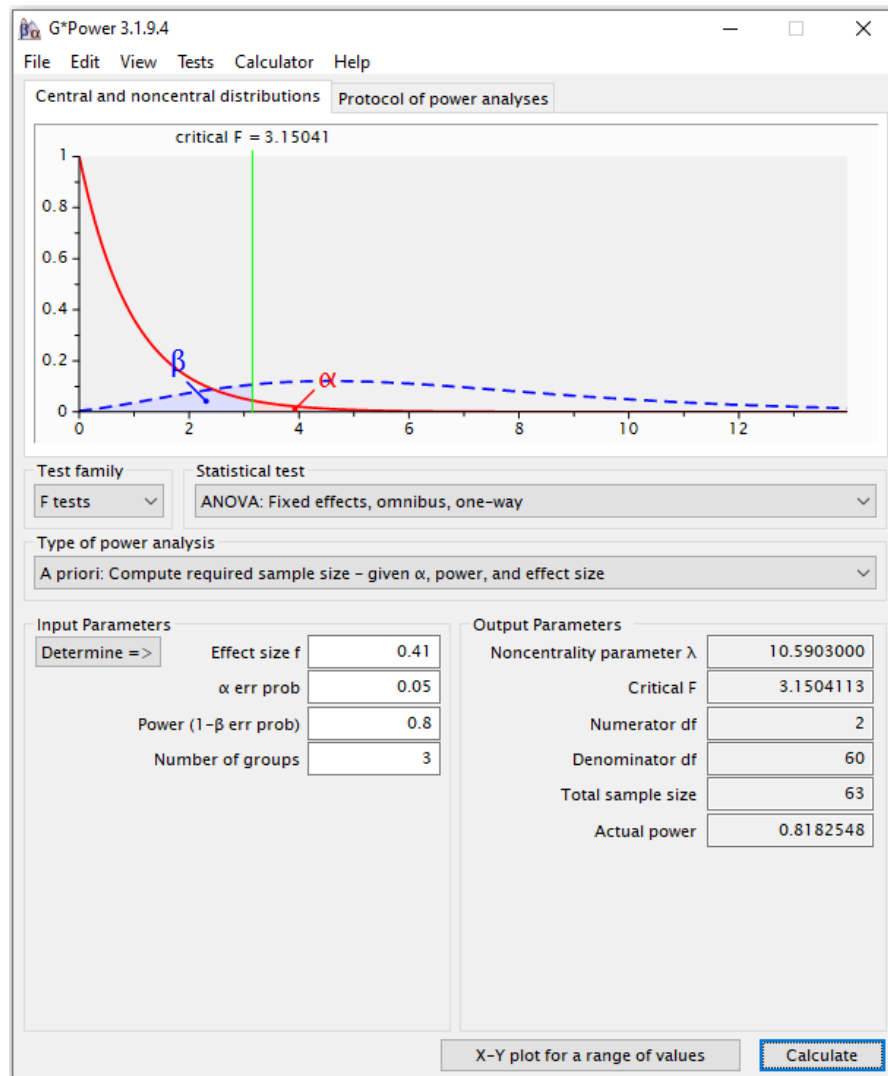 G*Power 3.1.9.4
File Edit View Tests Calculator Help
Central and noncentral distributions Protocol of power analyses
critical F = 3.15041
1
0.8
0.6
0.4
0.2
0
β
α
0 2 4 6 8 10 12
Test family
F tests
Statistical test
ANOVA: Fixed effects, omnibus, one-way
Type of power analysis
A priori: Compute required sample size - given α, power, and effect size
Input Parameters
Determine =>
Effect size f 0.41
α err prob 0.05
Power (1-β err prob) 0.8
Number of groups 3
Output Parameters
Noncentrality parameter λ 10.5903000
Critical F 3.1504113
Numerator df 2
Denominator df 60
Total sample size 63
Actual power 0.8182548
X-Y plot for a range of values Calculate